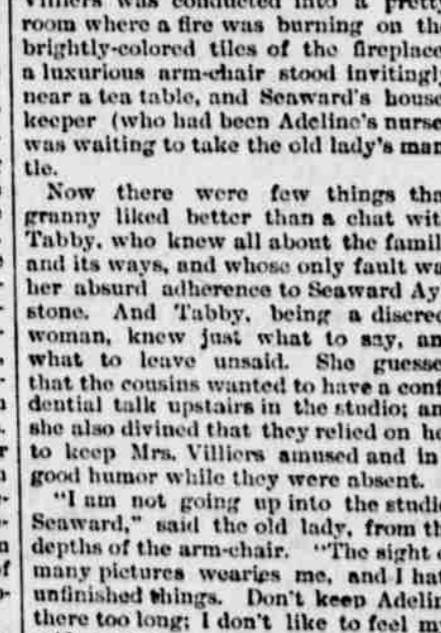 Villiers was conducted into a pretty
room where a fire was burning on the
brightly-colored tiles of the fireplace
a luxurious arm-chair stood invitingl
near a tea table, and Seaward's house
keeper (who had been Adeline's nurse
was waiting to take the old lady's man
tle.
Now there were few things tha
granny liked better than a chat wit
Tabby, who knew all about the famil
and its ways, and whose only fault wa
her absurd adherence to Seaward Ay
stone. And Tabby, being a discre
woman, knew just what to say, an
what to leave unsaid. She guesse
that the cousins wanted to have a conf
dential talk upstairs in the studio; an
she also divined that they relied on he
to keep Mrs. Villiers amused and in
good humor while they were absent.
"I am not going up into the studi
Seaward," said the old lady, from th
depths of the arm-chair. "The sight o
many pictures wearies me, and I hat
unfinished things. Don't keep Adelin
there too long; I don't like to feel m